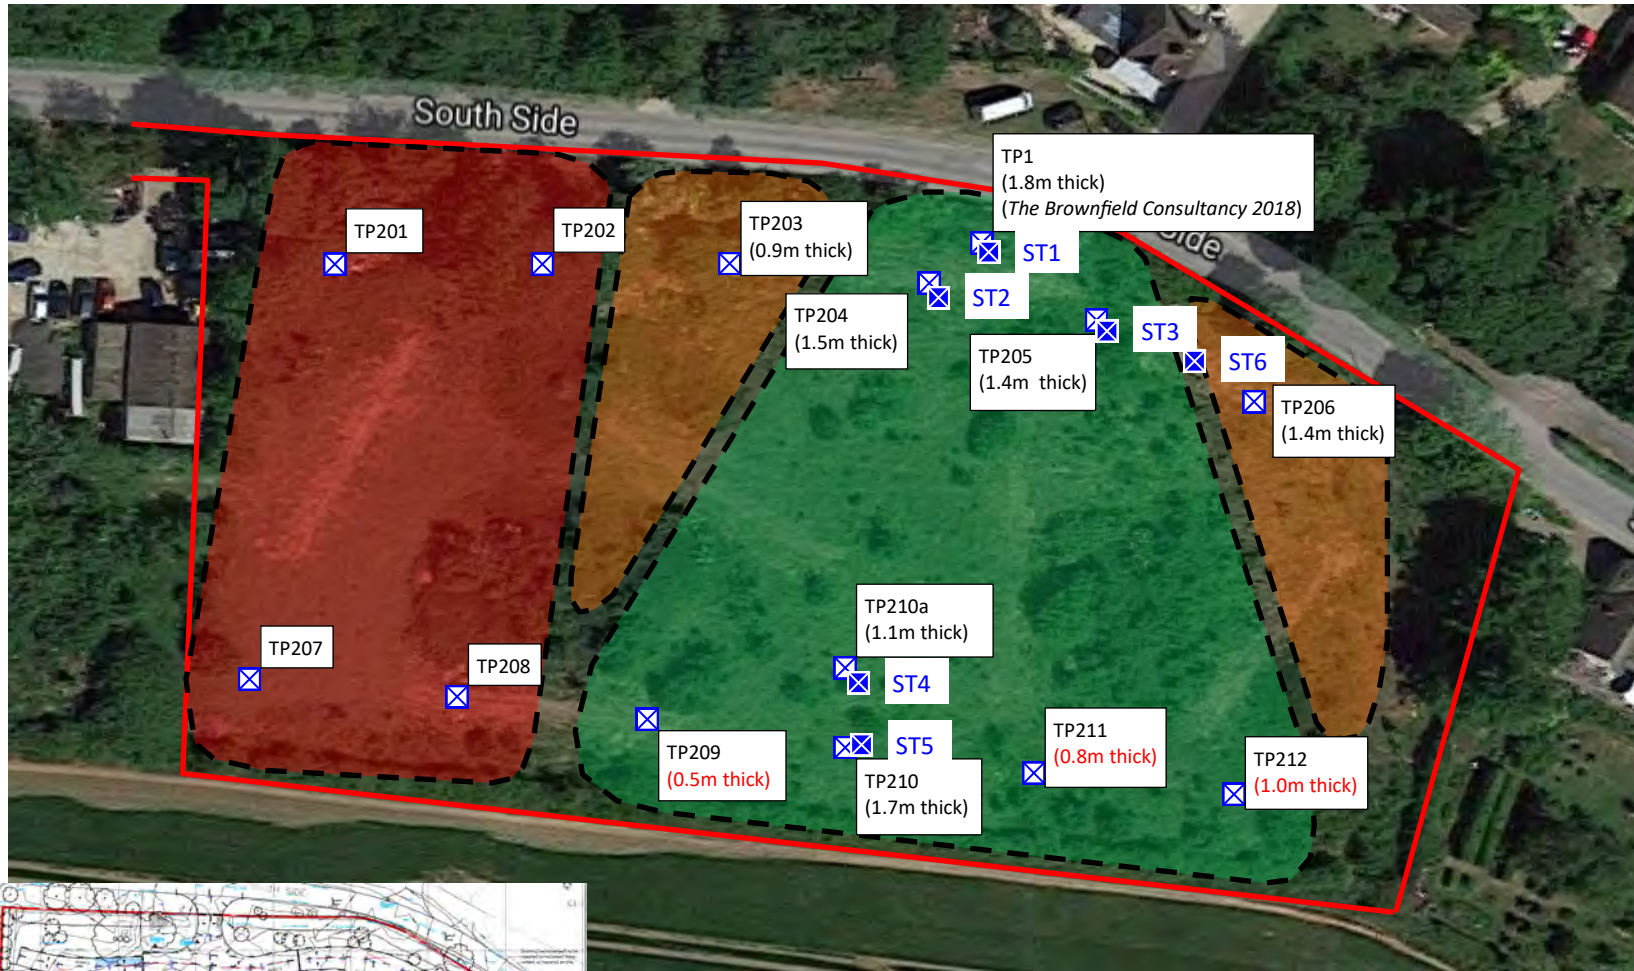 South Side
TP1
(1.8m thick)
(The Brownfield Consultancy 2018)
Side
TP201
TP202
TP203
(0.9m thick)
ST1
ST2
TP204
(1.5m thick)
ST3
TP205
(1.4m thick)
ST6
TP206
(1.4m thick)
TP207
TP208
TP210a
(1.1m thick)
ST4
TP209
(0.5m thick)
ST5
TP210
(1.7m thick)
TP211
(0.8m thick)
TP212
(1.0m thick)
SIDE